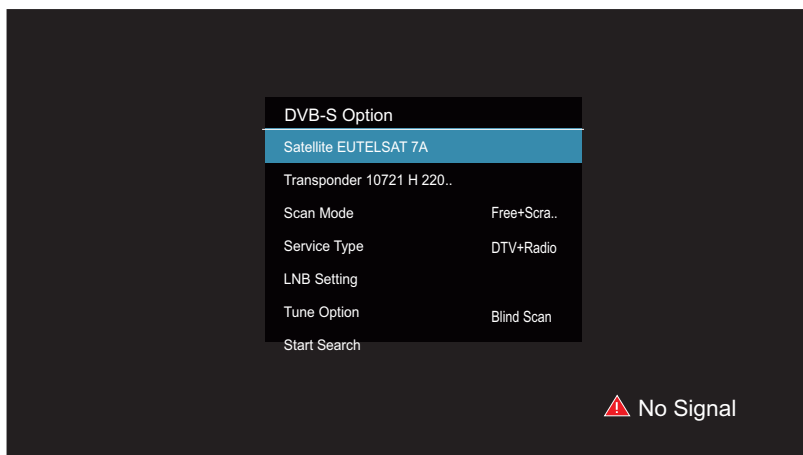 DVB-S Option
Satellite EUTELSAT 7A
Transponder 10721 H 220..
Scan Mode Free+Scra..
Service Type DTV+Radio
LNB Setting
Tune Option Blind Scan
Start Search
No Signal